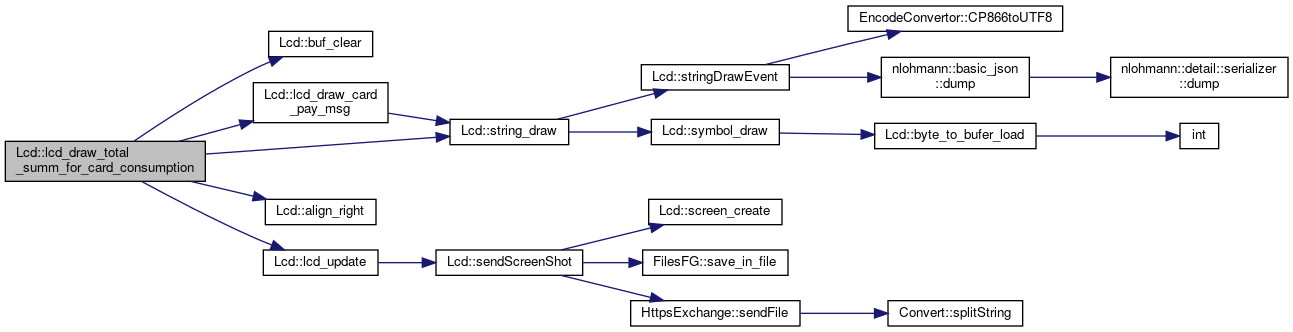 Lcd::lcd_draw_total
_summ_for_card_consumption
Lcd::buf_clear
Lcd::lcd_draw_card
_pay_msg
Lcd::string_draw
Lcd::align_right
Lcd::lcd_update
Lcd::stringDrawEvent
Lcd::symbol_draw
EncodeConvertor::CP866toUTF8
nlohmann::basic_json
::dump
nlohmann::detail::serializer
::dump
Lcd::byte_to_bufer_load
int
Lcd::sendScreenShot
Lcd::screen_create
FilesFG::save_in_file
HttpsExchange::sendFile
Convert::splitString